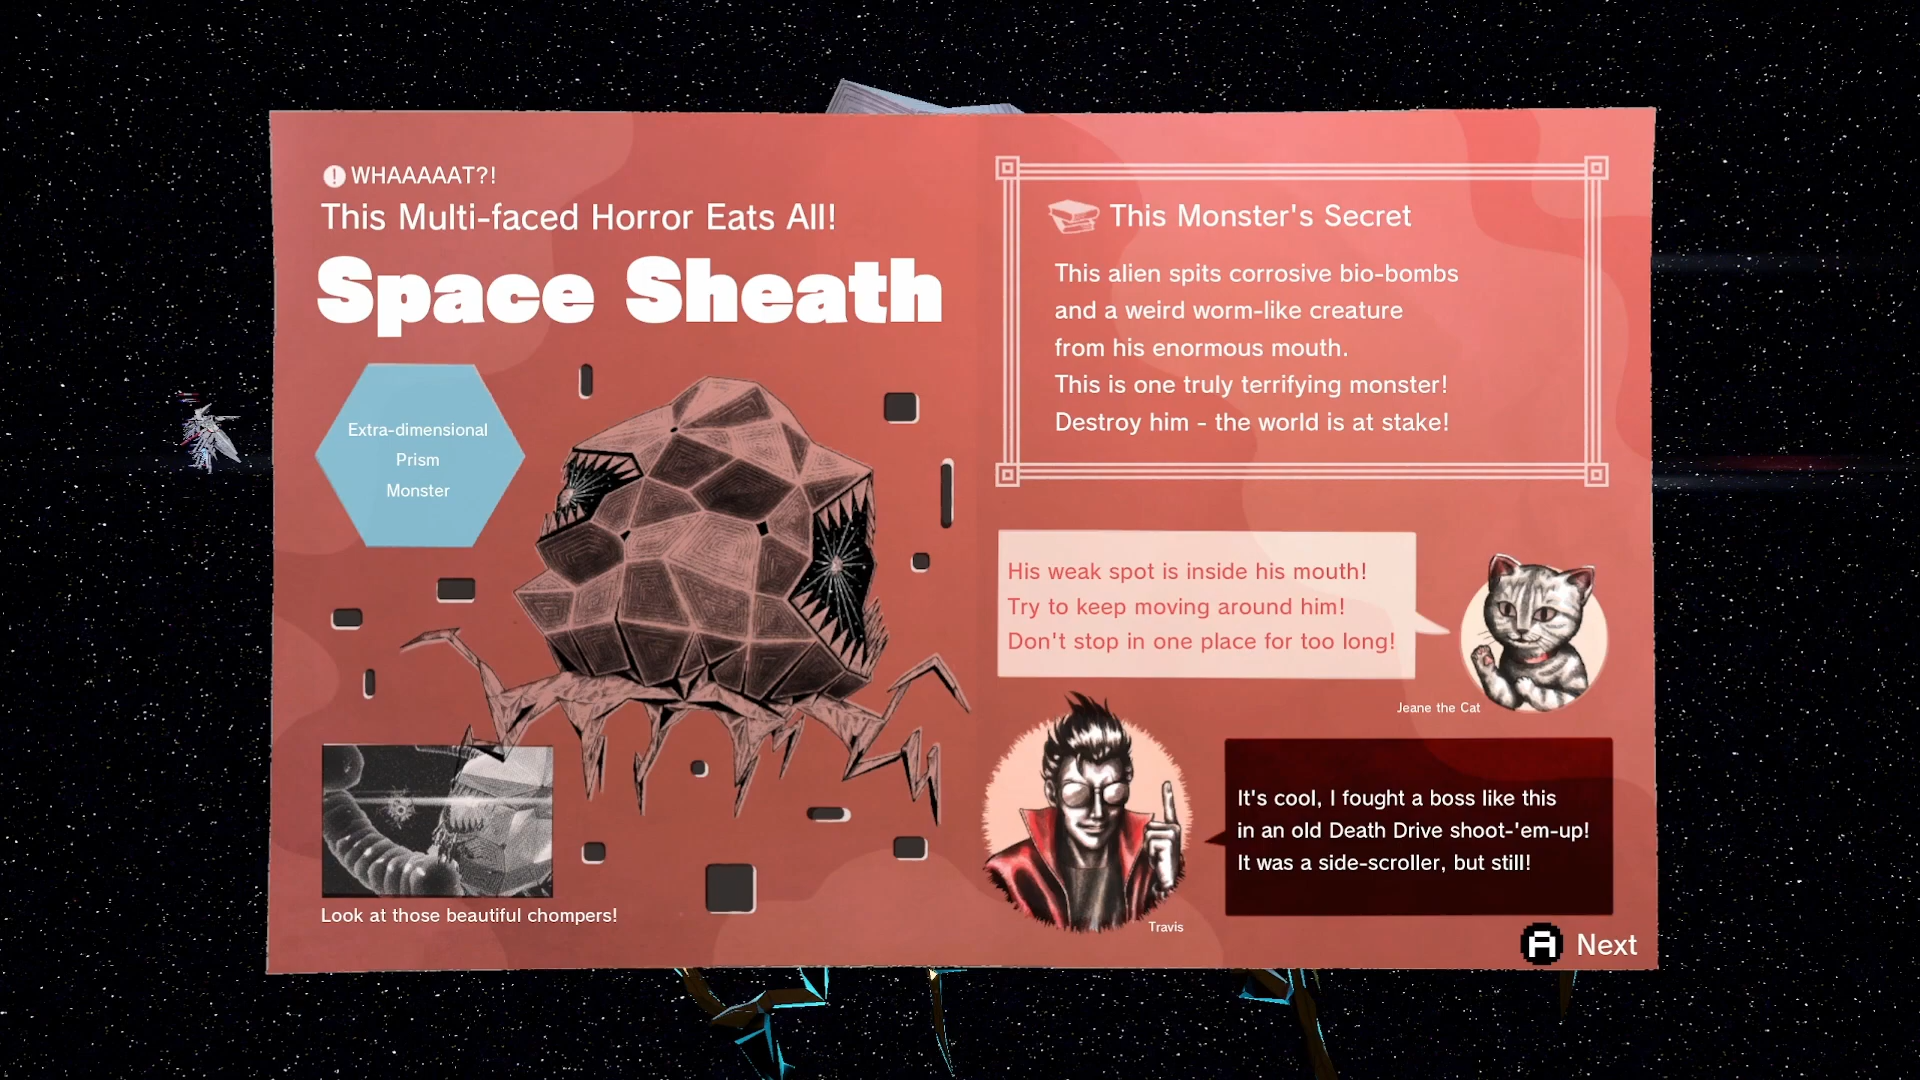 WHAAAAAT?!
This Multi-faced Horror Eats All!
Space Sheath
Extra-dimensional
Prism
Monster
Look at those beautiful chompers!
This Monster's Secret
This alien spits corrosive bio-bombs
and a weird worm-like creature
from his enormous mouth.
This is one truly terrifying monster!
Destroy him - the world is at stake!
His weak spot is inside his mouth!
Try to keep moving around him!
Don't stop in one place for too long!
Jeane the Cat
It's cool, I fought a boss like this
in an old Death Drive shoot-'em-up!
It was a side-scroller, but still!
Travis
A Next